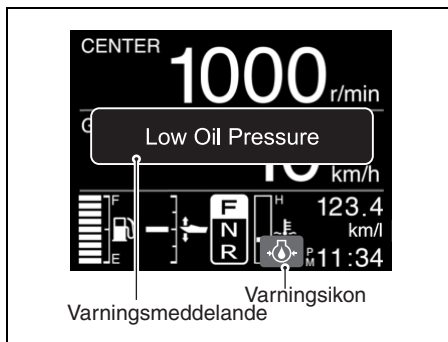 CENTER
1000 r/min
G
Low Oil Pressure
km/h
F
E
F
N
R
H
123.4
km/l
PM 11:34
Varningsikon
Varningsmeddelande